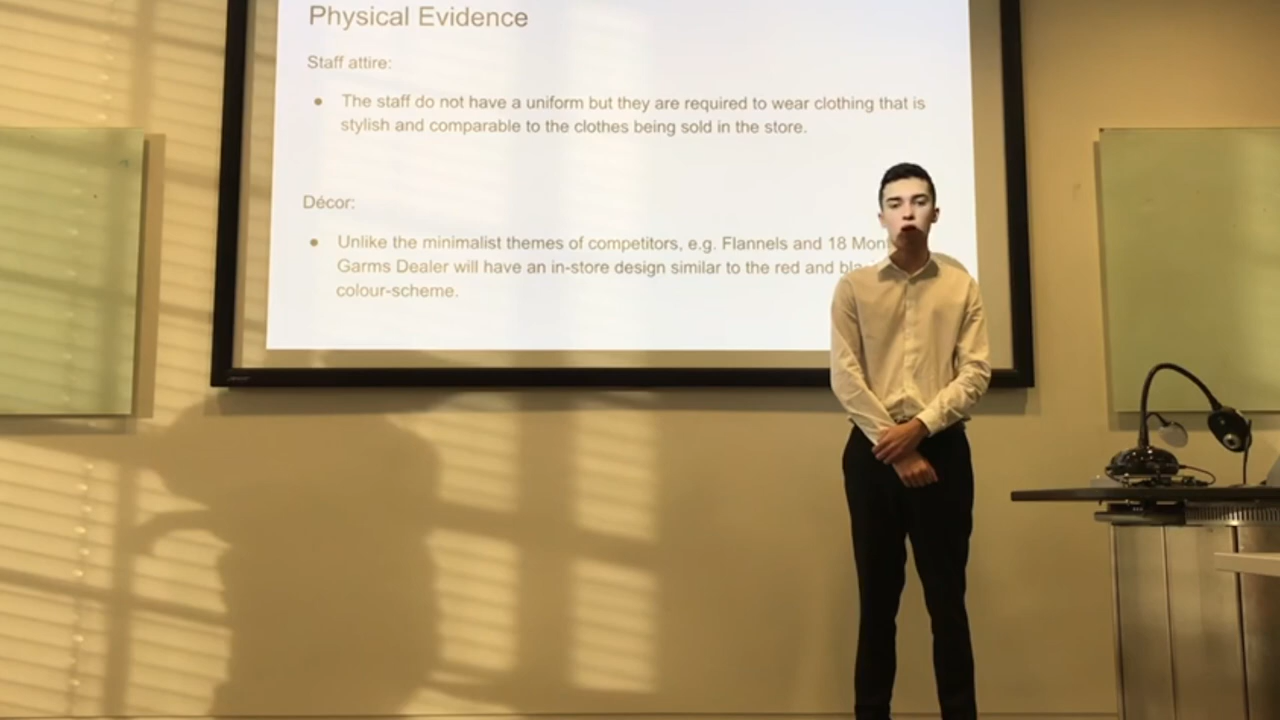 Physical Evidence
Staff attire:
● The staff do not have a uniform but they are required to wear clothing that is
stylish and comparable to the clothes being sold in the store.
Décor:
● Unlike the minimalist themes of competitors, e.g. Flannels and 18 
Garms Dealer will have an in-store design similar to the red and
colour-scheme.